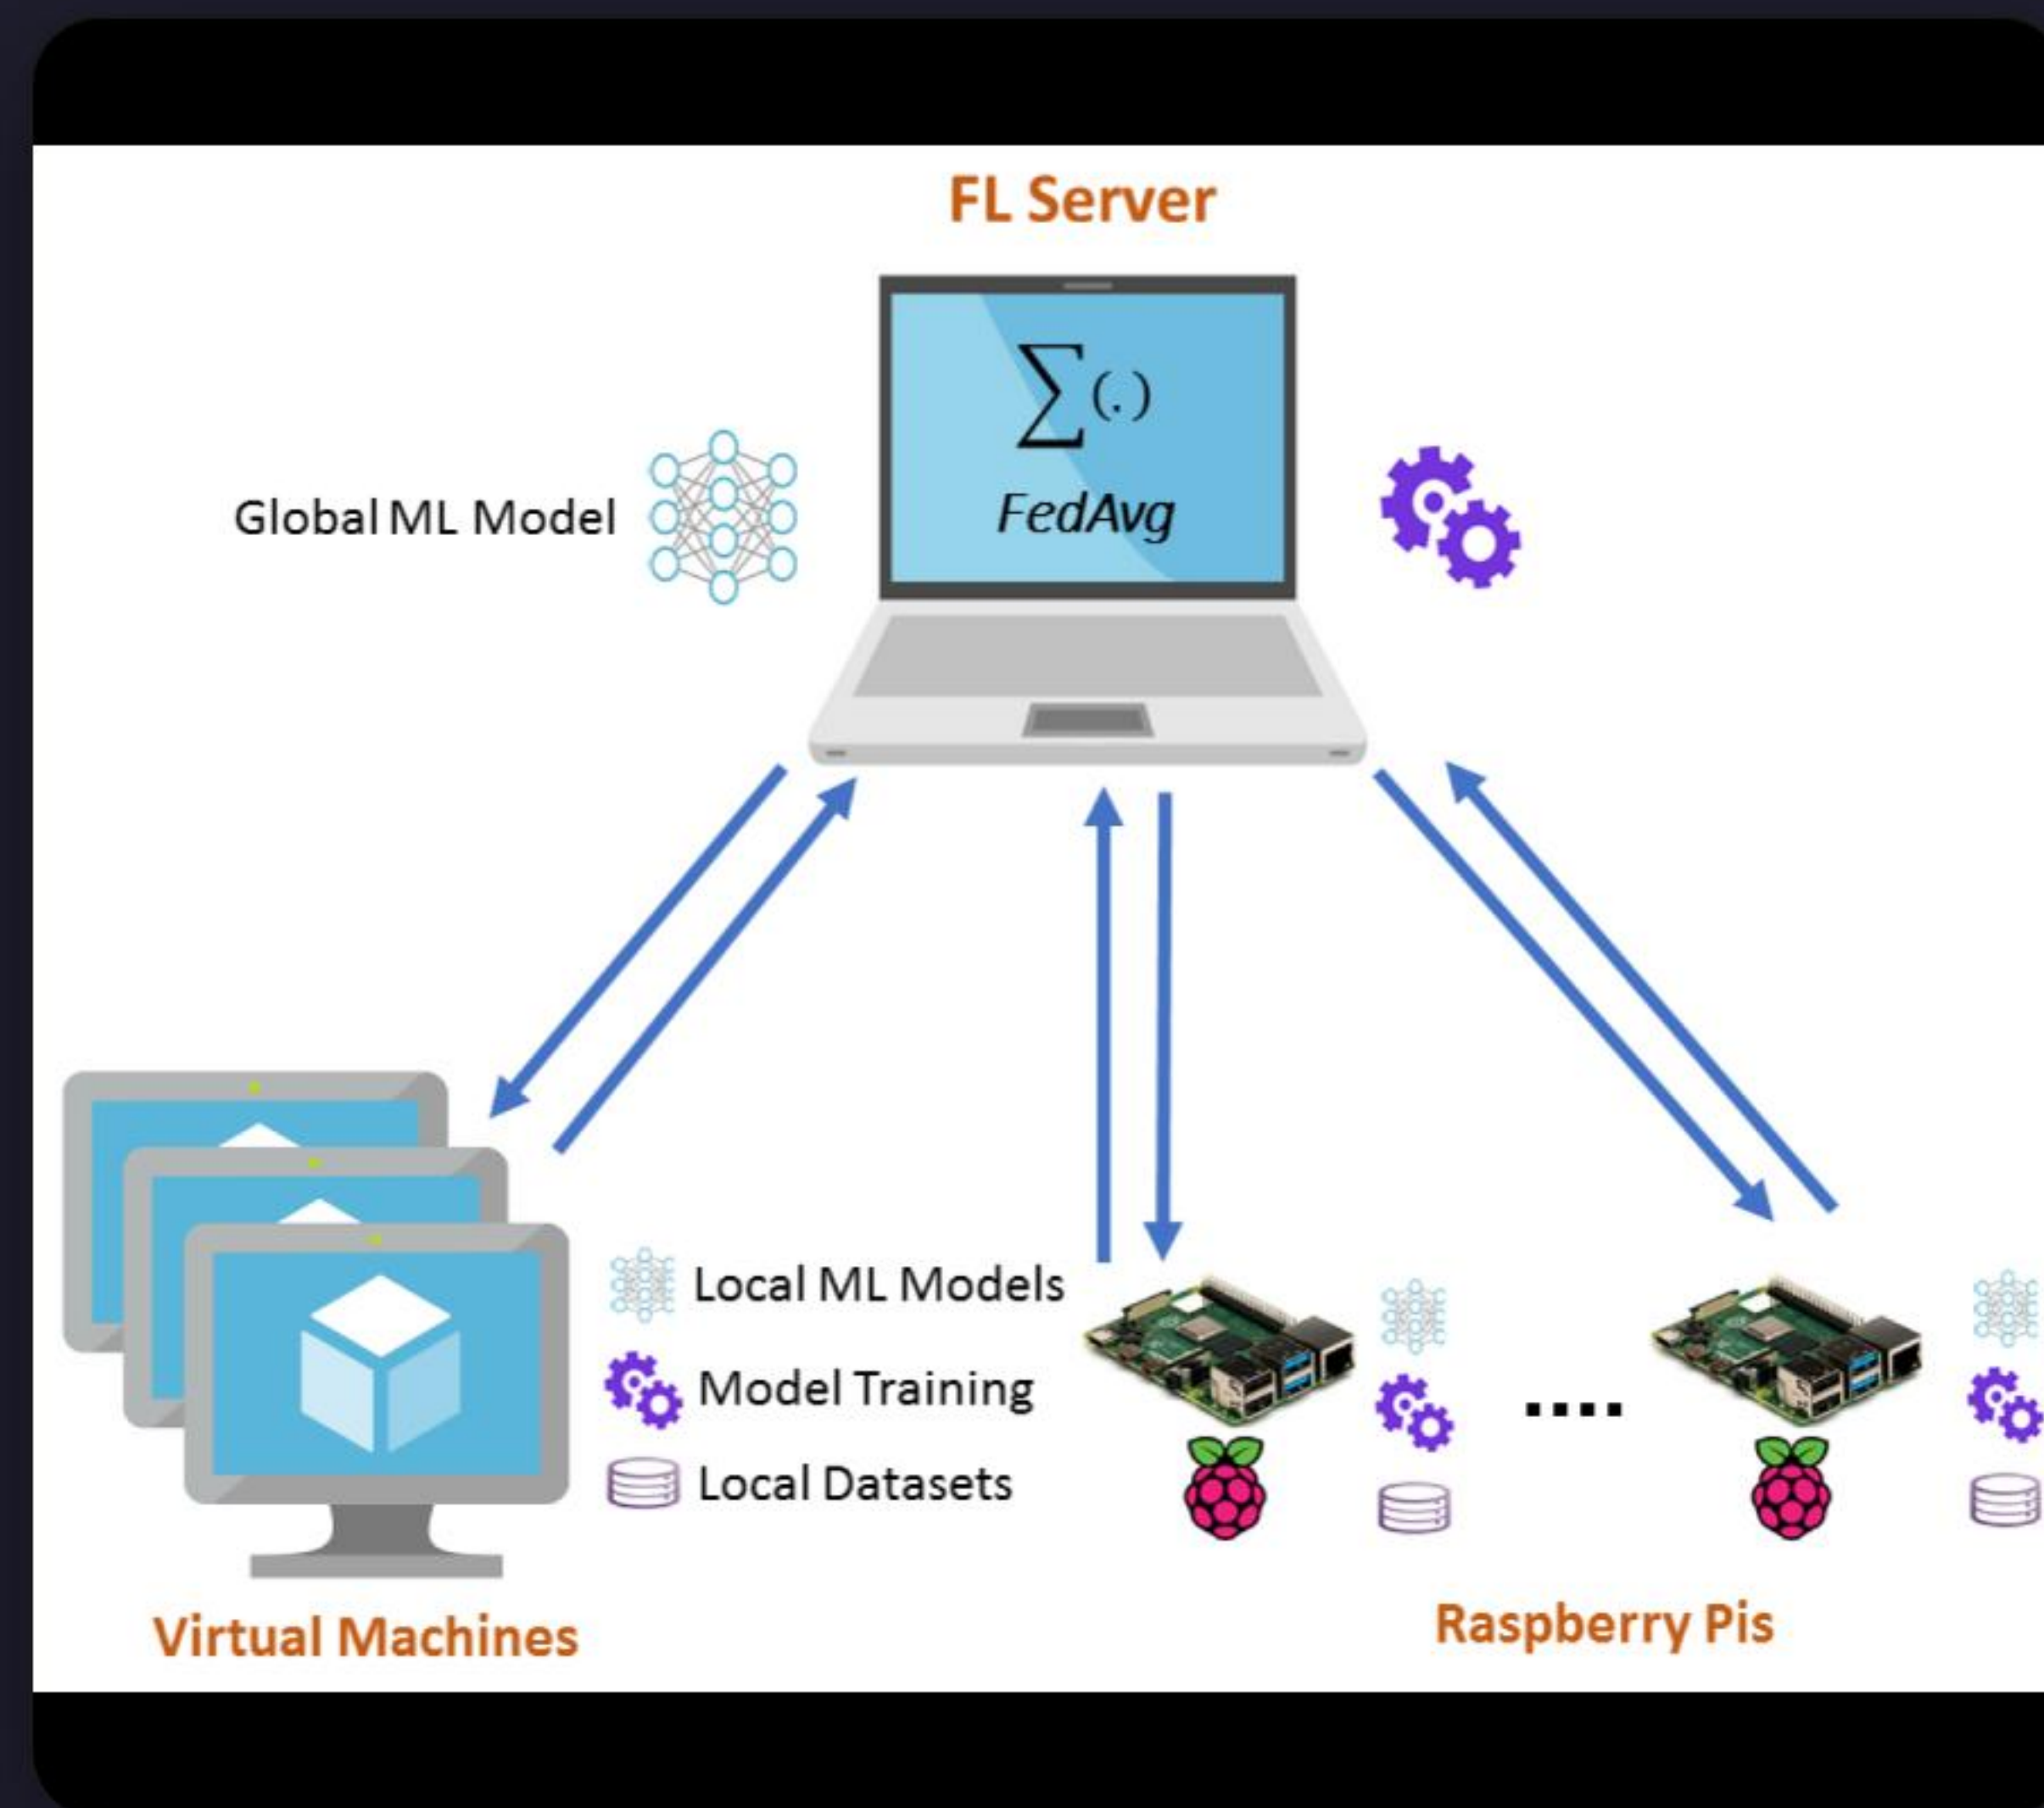 FL Server
∑(.)
FedAvg
Global ML Model
Local ML Models
Model Training
Local Datasets
....
Virtual Machines
Raspberry Pis